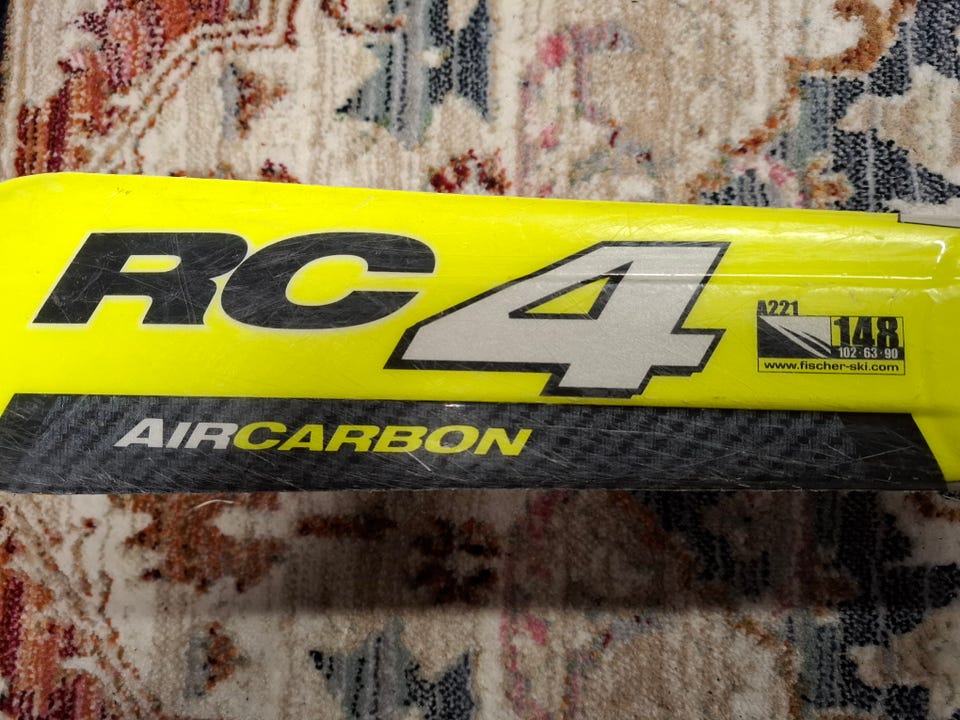 RC4
A221
148
102·63·90
www.fischer-ski.com
AIRCARBON